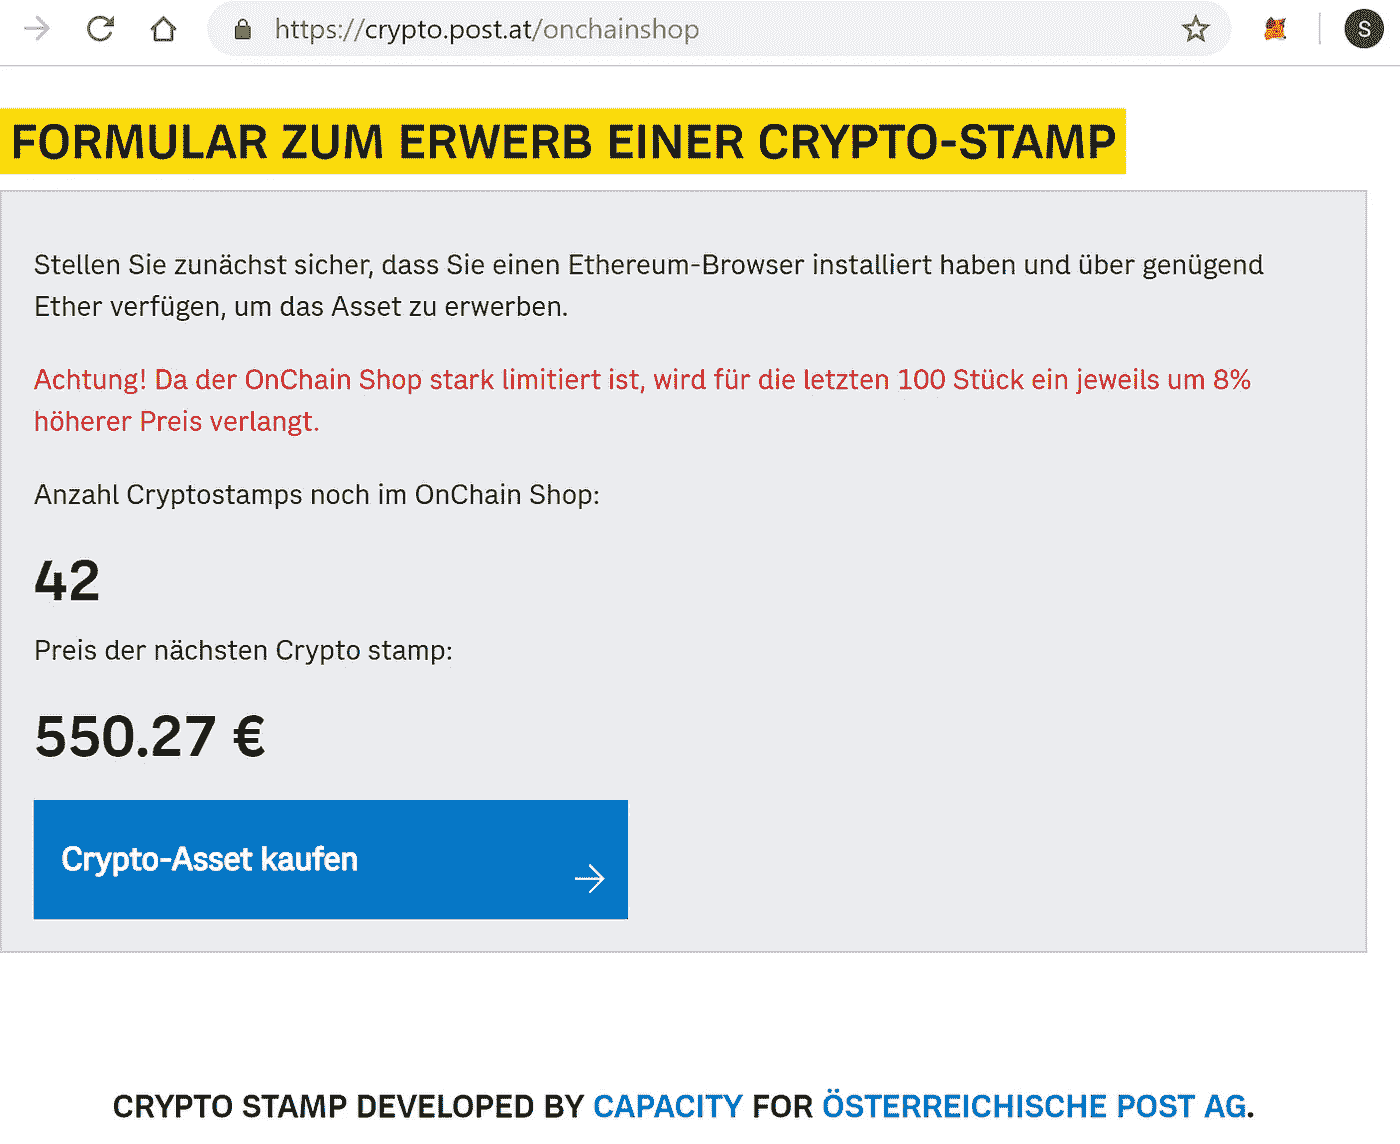 https://crypto.post.at/onchainshop
S
FORMULAR ZUM ERWERB EINER CRYPTO-STAMP
Stellen Sie zunächst sicher, dass Sie einen Ethereum-Browser installiert haben und über genügend
Ether verfügen, um das Asset zu erwerben.
Achtung! Da der OnChain Shop stark limitiert ist, wird für die letzten 100 Stück ein jeweils um 8%
höherer Preis verlangt.
Anzahl Cryptostamps noch im OnChain Shop:
42
Preis der nächsten Crypto stamp:
550.27 €
Crypto-Asset kaufen
CRYPTO STAMP DEVELOPED BY CAPACITY FOR ÖSTERREICHISCHE POST AG.